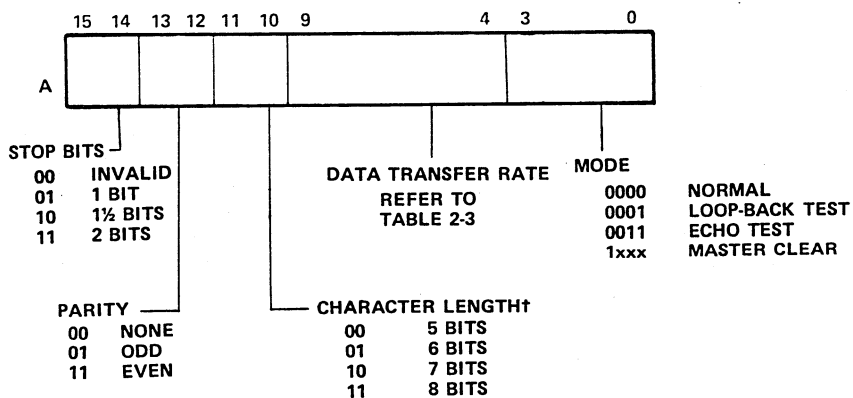 15 14 13 12 11 10 9 4 3 0
A
STOP BITS
00 INVALID
01 1 BIT
10 1½ BITS
11 2 BITS
DATA TRANSFER RATE
REFER TO
TABLE 2-3
MODE
0000 NORMAL
0001 LOOP-BACK TEST
0011 ECHO TEST
1xxx MASTER CLEAR
PARITY
00 NONE
01 ODD
11 EVEN
CHARACTER LENGTH†
00 5 BITS
01 6 BITS
10 7 BITS
11 8 BITS